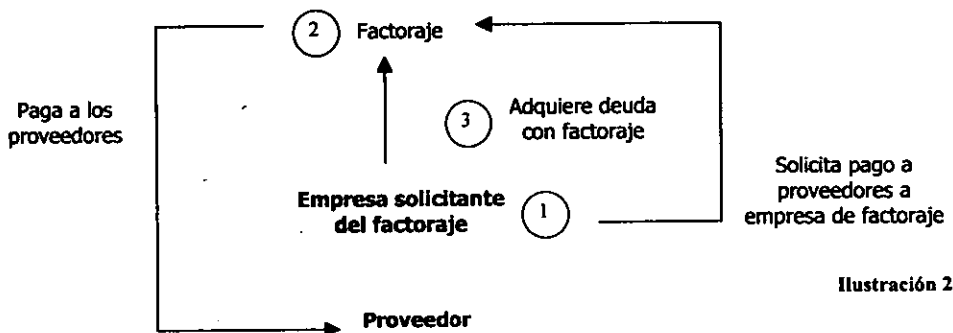 2 Factoraje
Paga a los
proveedores
3 Adquiere deuda
con factoraje
Empresa solicitante
del factoraje
1
Solicita pago a
proveedores a
empresa de factoraje
Ilustración 2
Proveedor